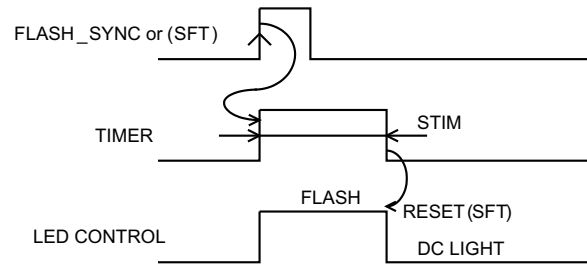 FLASH_SYNC or (SFT)
TIMER
STIM
FLASH
RESET (SFT)
LED CONTROL
DC LIGHT